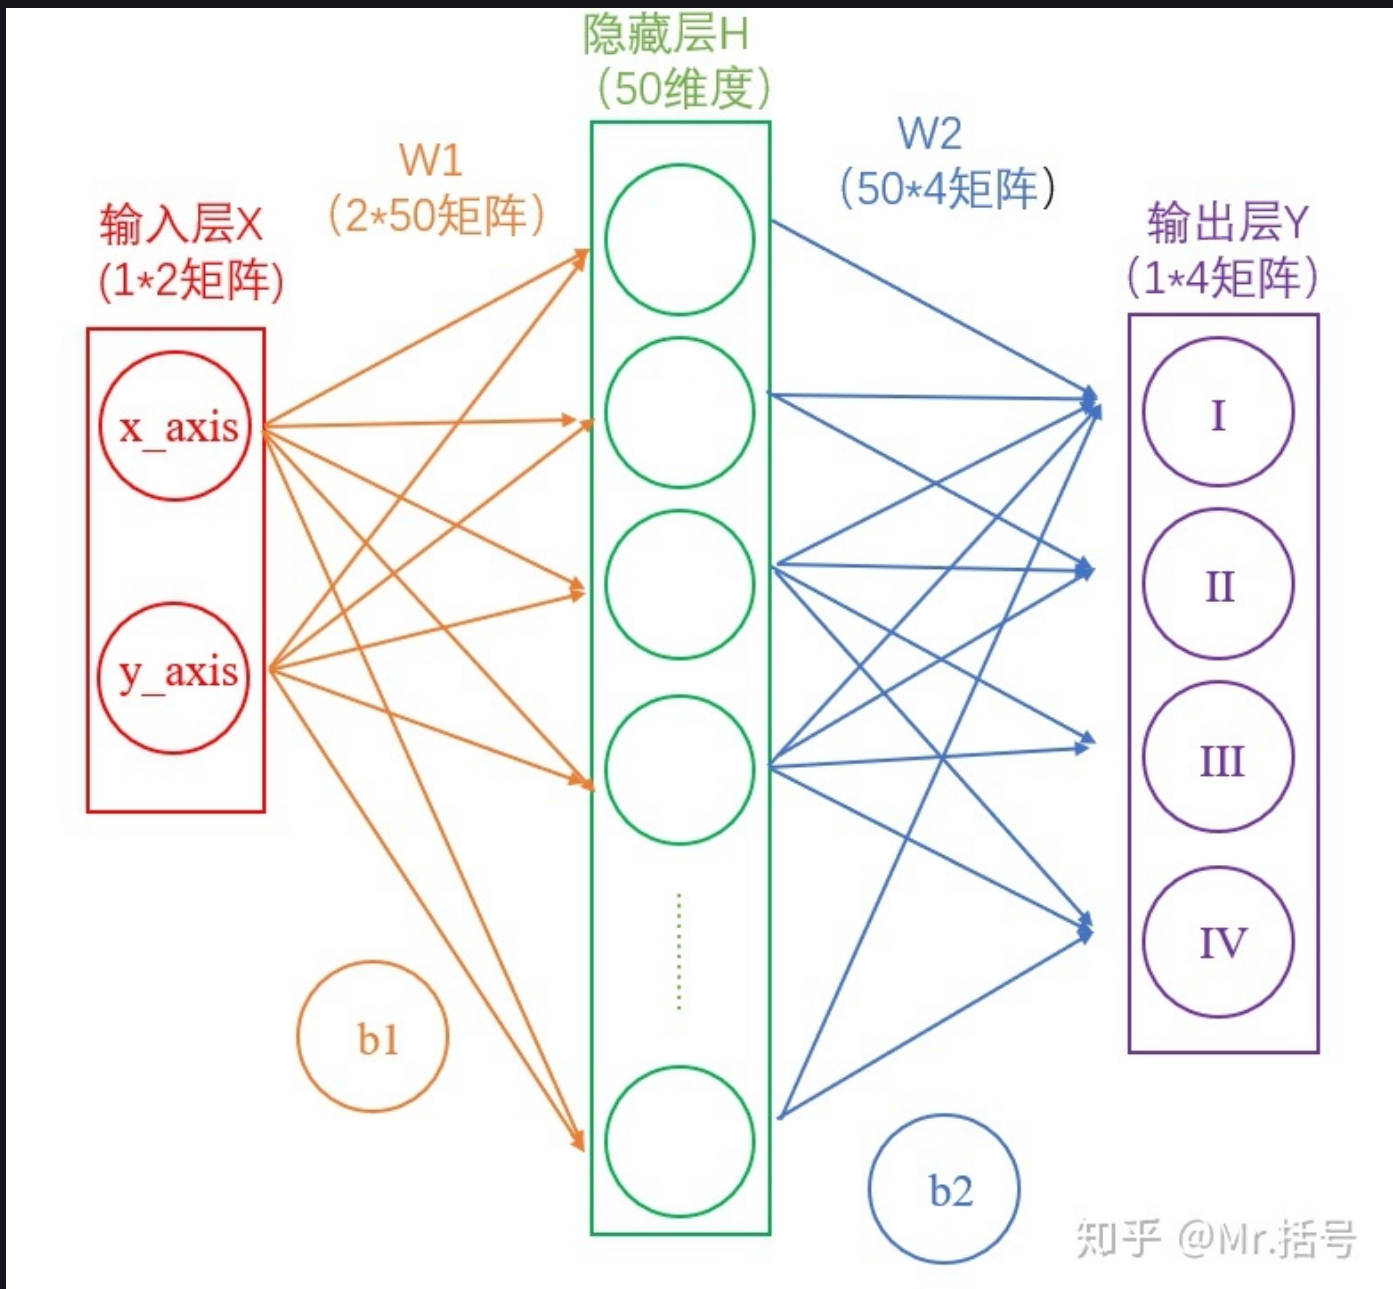 隐藏层H
（50维度）
W1
（2*50矩阵）
W2
（50*4矩阵）
输入层X
(1*2矩阵)
输出层Y
（1*4矩阵）
x_axis
y_axis
I
II
III
IV
b1
b2
知乎 @Mr.括号